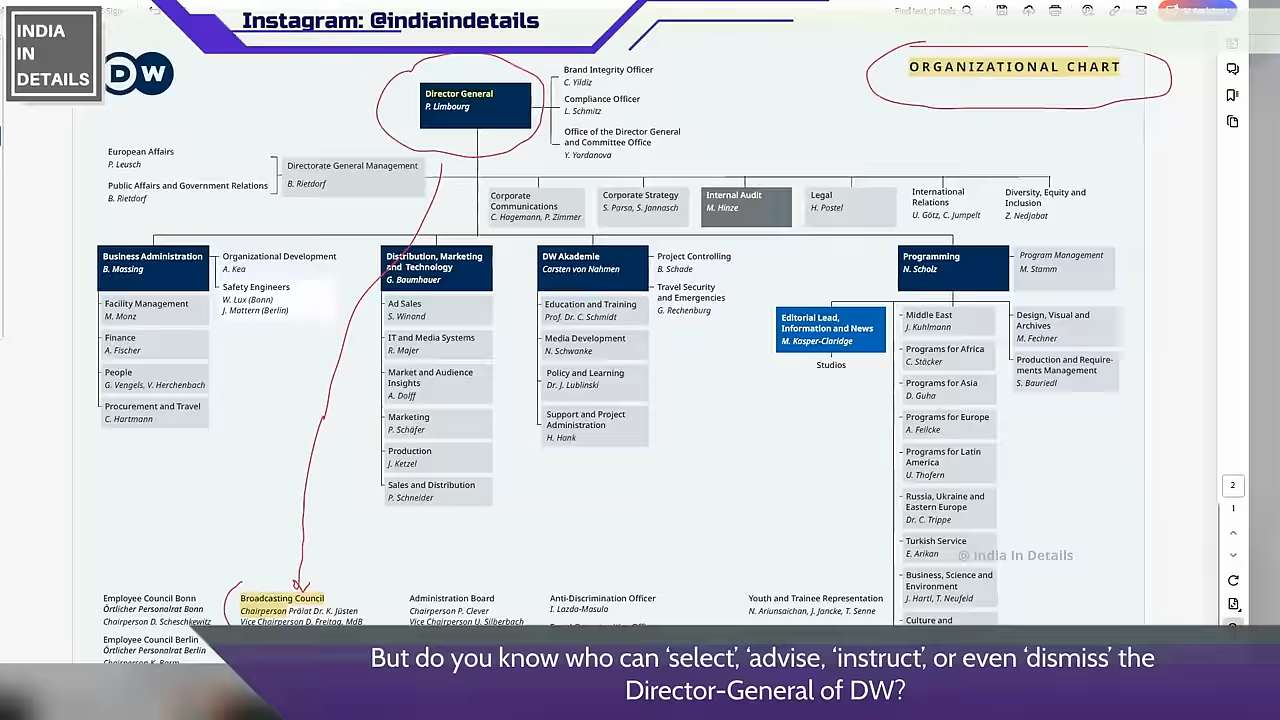 Instagram: @indiaindetails
INDIA
IN
DETAILS
DW
Find text or tools
ORGANIZATIONAL CHART
Director General
P. Limbourg
Brand Integrity Officer
C. Yildiz
Compliance Officer
L. Schmitz
Office of the Director General
and Committee Office
Y. Yordanova
European Affairs
P. Leusch
Public Affairs and Government Relations
B. Rietdorf
Directorate General Management
B. Rietdorf
Corporate
Communications
C. Hagemann, P. Zimmer
Corporate Strategy
S. Parsa, S. Jannasch
Internal Audit
M. Hinze
Legal
H. Postel
International
Relations
U. Götz, C. Jumpelt
Diversity, Equity and
Inclusion
Z. Nedjabat
Business Administration
B. Massing
Organizational Development
A. Kea
Safety Engineers
W. Lux (Bonn)
J. Mattern (Berlin)
Facility Management
M. Monz
Finance
A. Fischer
People
G. Vengels, V. Herchenbach
Procurement and Travel
C. Hartmann
Distribution, Marketing
and Technology
G. Baumhauer
Ad Sales
S. Winand
IT and Media Systems
R. Majer
Market and Audience
Insights
A. Dolff
Marketing
P. Schäfer
Production
J. Ketzel
Sales and Distribution
P. Schneider
DW Akademie
Carsten von Nahmen
Project Controlling
B. Schade
Travel Security
and Emergencies
G. Rechenburg
Education and Training
Prof. Dr. C. Schmidt
Media Development
N. Schwanke
Policy and Learning
Dr. J. Lublinski
Support and Project
Administration
H. Hank
Programming
N. Scholz
Program Management
M. Stamm
Editorial Lead,
Information and News
M. Kasper-Claridge
Studios
Middle East
J. Kuhlmann
Programs for Africa
C. Stäcker
Programs for Asia
D. Guha
Programs for Europe
A. Feilcke
Programs for Latin
America
U. Thofern
Russia, Ukraine and
Eastern Europe
Dr. C. Trippe
Turkish Service
E. Arikan
Business, Science and
Environment
J. Hartl, T. Neufeld
Culture and
Design, Visual and
Archives
M. Fechner
Production and Require-
ments Management
S. Bauriedl
2
1
@ India In Details
Employee Council Bonn
Örtlicher Personalrat Bonn
Chairperson D. Scheschkewitz
Employee Council Berlin
Örtlicher Personalrat Berlin
Broadcasting Council
Chairperson Prälat Dr. K. Jüsten
Vice Chairperson D. Freitag, MdB
Administration Board
Chairperson P. Clever
Vice Chairperson U. Silberbach
Anti-Discrimination Officer
I. Lazda-Masula
Youth and Trainee Representation
N. Ariunsaichan, J. Jancke, T. Senne
But do you know who can ‘select’, ‘advise, ‘instruct’, or even ‘dismiss’ the
Director-General of DW?